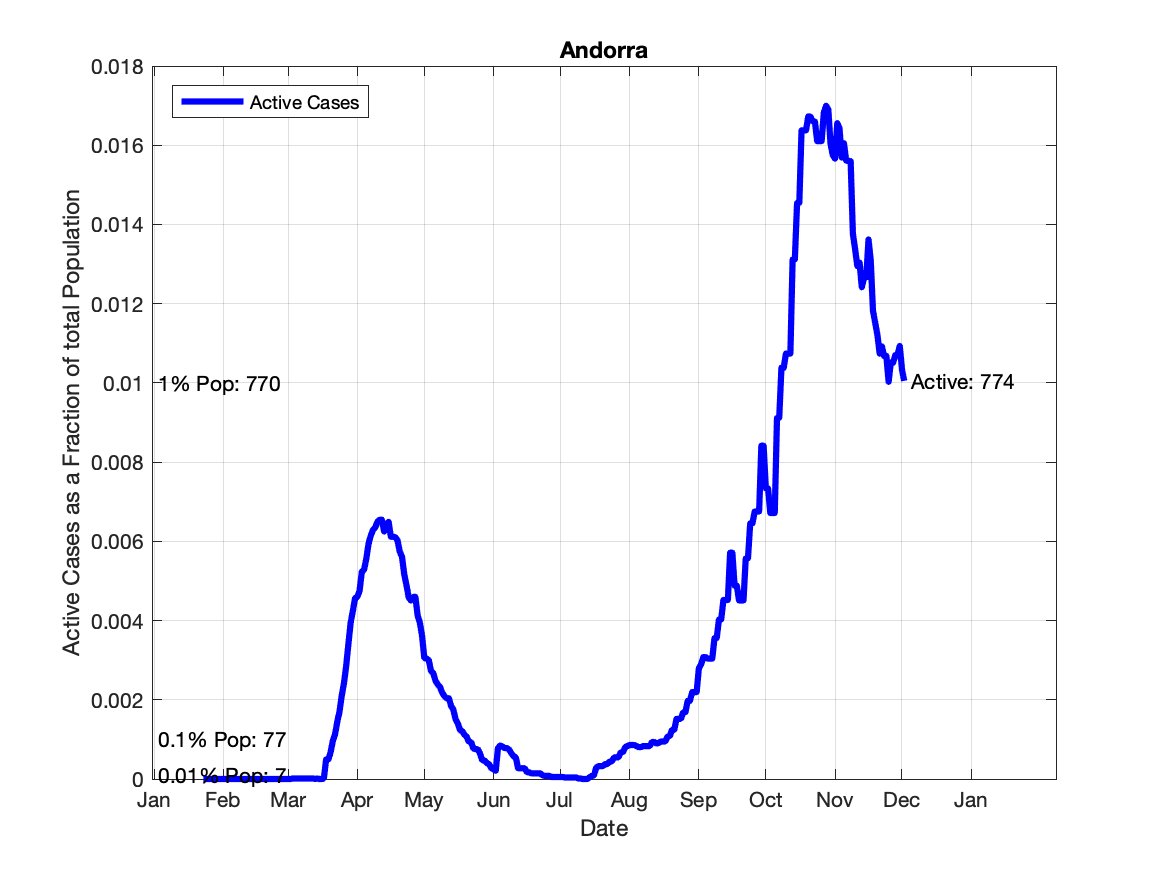 Andorra
0.018
Active Cases
0.016
0.014
0.012
0.01
1% Pop: 770
Active: 774
0.008
0.006
0.004
0.002
0.1% Pop: 77
0
0.01% Pop: 7
Active Cases as a Fraction of total Population
Jan Feb Mar Apr May Jun Jul Aug Sep Oct Nov Dec Jan
Date